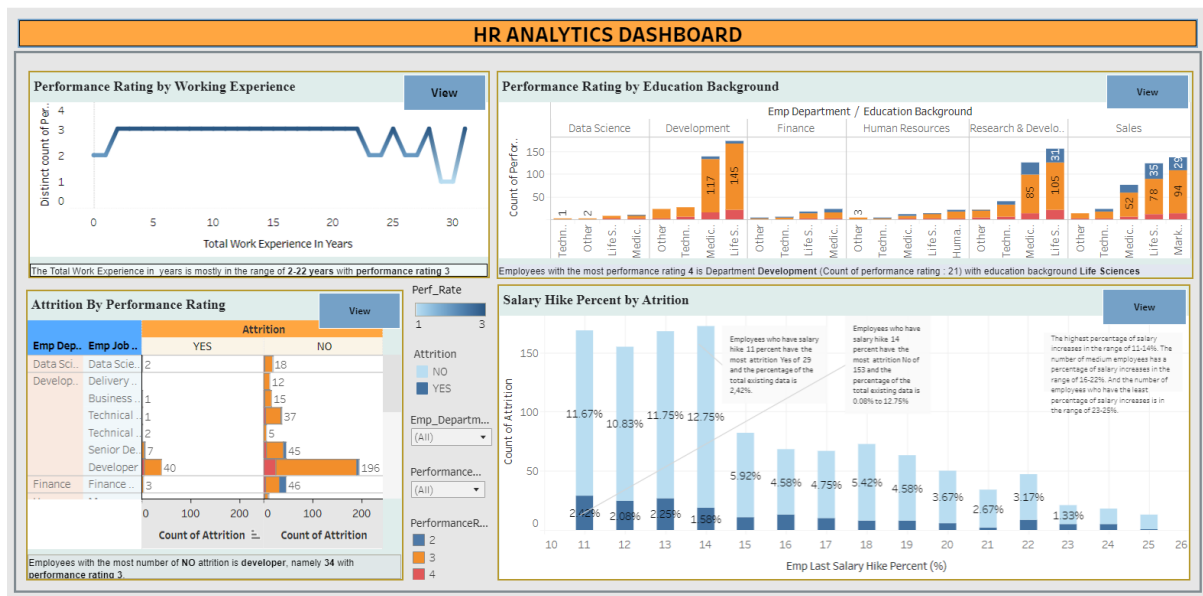 HR ANALYTICS DASHBOARD
Performance Rating by Working Experience
View
Distinct count of Per..
4
3
2
1
0
0 5 10 15 20 25 30
Total Work Experience In Years
The Total Work Experience in years is mostly in the range of 2-22 years with performance rating 3
Performance Rating by Education Background
View
Emp Department / Education Background
Data Science Development Finance Human Resources Research & Develo.. Sales
Count of Perfor..
150
100
50
1 2 117 145 3 85 105 31 52 78 35 94 29
Techn.. Other Life S.. Medic.. Other Techn.. Medic.. Life S.. Other Techn.. Life S.. Medic.. Other Techn.. Medic.. Life S.. Huma.. Other Techn.. Medic.. Life S.. Other Techn.. Medic.. Life S.. Mark..
Employees with the most performance rating 4 is Department Development (Count of performance rating : 21) with education background Life Sciences
Attrition By Performance Rating
View
Attrition
Emp Dep.. Emp Job .. YES NO
Data Sci.. Data Scie.. 2 18
Develop.. Delivery .. 12
Business .. 1 15
Technical .. 1 37
Technical .. 2 5
Senior De.. 7 45
Developer 40 196
Finance Finance .. 3 46
0 100 200 0 100 200
Count of Attrition Count of Attrition
Employees with the most number of NO attrition is developer, namely 34 with
performance rating 3.
Perf_Rate
1 3
Attrition
NO
YES
Emp_Departm...
(All)
Performance...
(All)
PerformanceR...
2
3
4
Salary Hike Percent by Atrition
View
Count of Attrition
150
100
50
0
Employees who have salary
hike 11 percent have the
most attrition Yes of 29
and the percentage of the
total existing data is
2,42%.
Employees who have
salary hike 14
percent have the
most attrition No of
153 and the
percentage of the
total existing data is
0.08% to 12.75%
The highest percentage of salary
increases in the range of 11-14%. The
number of medium employees has a
percentage of salary increases in the
range of 16-22%. And the number of
employees who have the least
percentage of salary increases is in
the range of 23-25%.
11.67% 10.83% 11.75% 12.75% 5.92% 4.58% 4.75% 5.42% 4.58% 3.67% 2.67% 3.17% 1.33%
2.42% 2.08% 2.25% 1.58%
10 11 12 13 14 15 16 17 18 19 20 21 22 23 24 25 26
Emp Last Salary Hike Percent (%)